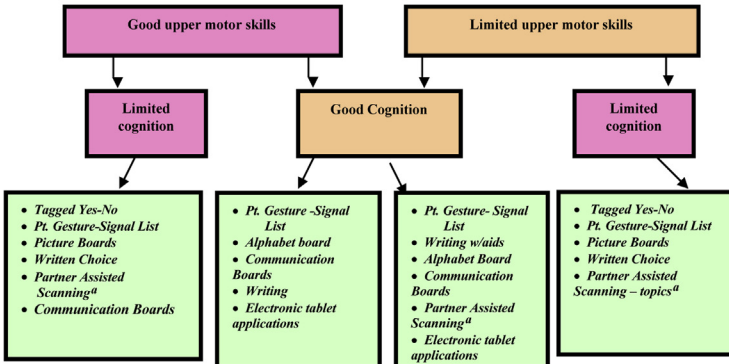 Good upper motor skills
Limited upper motor skills
Limited
cognition
Good Cognition
Limited
cognition
• Tagged Yes-No
• Pt. Gesture-Signal List
• Picture Boards
• Written Choice
• Partner Assisted
Scanningᵃ
• Communication Boards
• Pt. Gesture -Signal
List
• Alphabet board
• Communication
Boards
• Writing
• Electronic tablet
applications
• Pt. Gesture- Signal
List
• Writing w/aids
• Alphabet Board
• Communication
Boards
• Partner Assisted
Scanningᵃ
• Electronic tablet
applications
• Tagged Yes-No
• Pt. Gesture-Signal List
• Picture Boards
• Written Choice
• Partner Assisted
Scanning – topicsᵃ